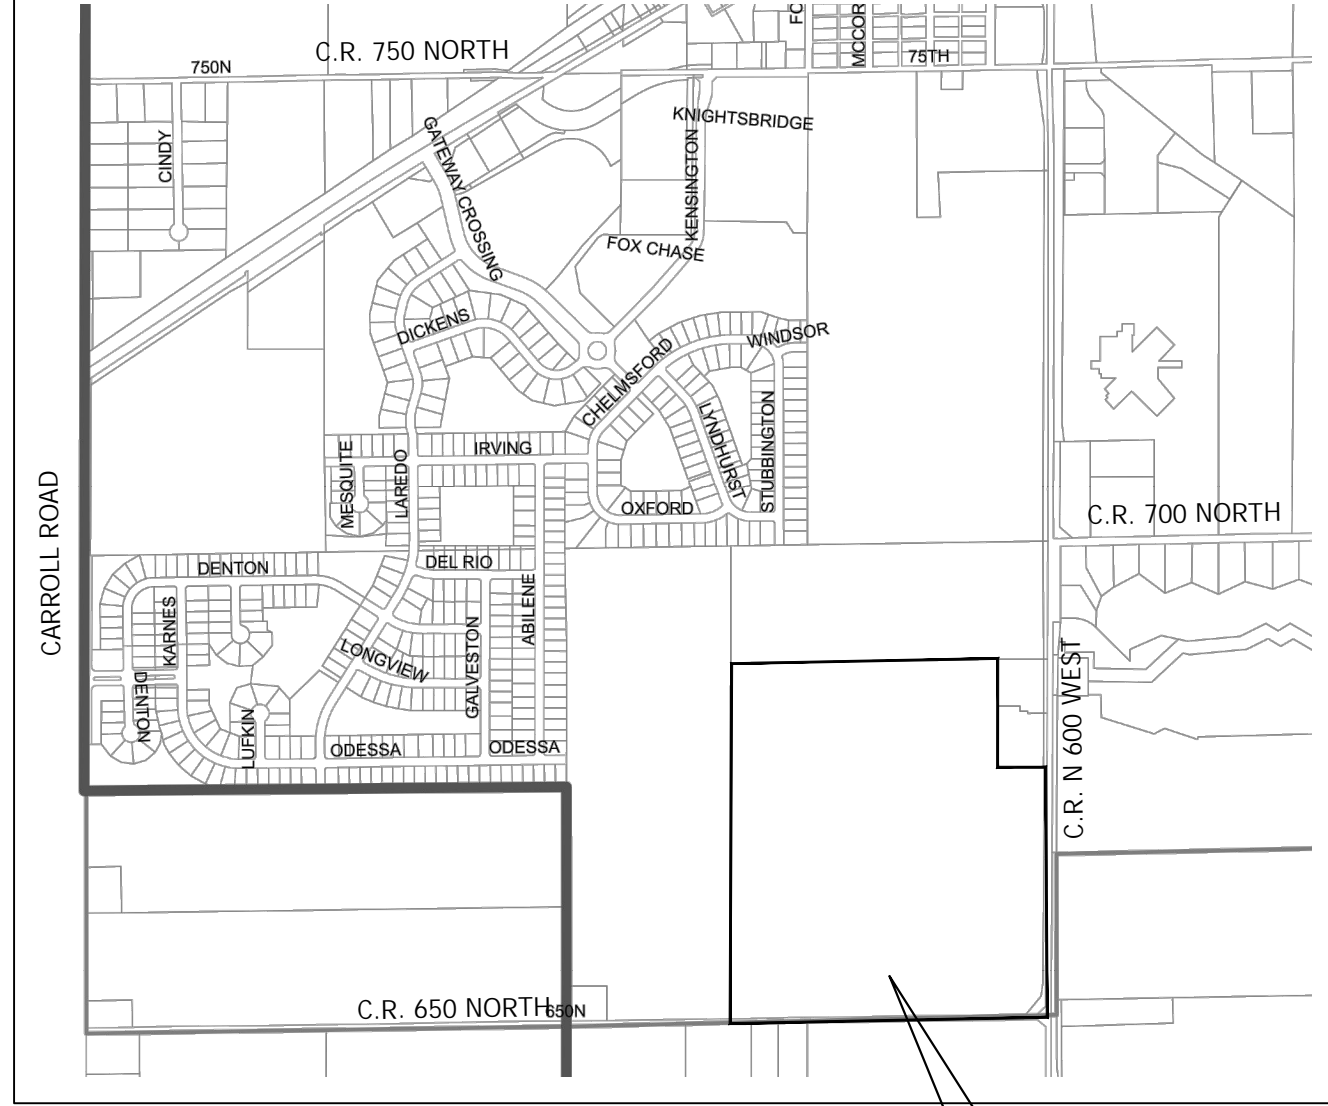 FO
MCCOR
C.R. 750 NORTH
750N
75TH
KNIGHTSBRIDGE
CINDY
GATEWAY CROSSING
KENSINGTON
FOX CHASE
DICKENS
WINDSOR
CHELMSFORD
LYNDHURST
STUBBINGTON
IRVING
MESQUITE
LAREDO
OXFORD
C.R. 700 NORTH
CARROLL ROAD
DENTON
DEL RIO
ABILENE
KARNES
LONGVIEW
GALVESTON
C.R. N 600 WEST
DENTON
LUFKIN
ODESSA
ODESSA
C.R. 650 NORTH
650N